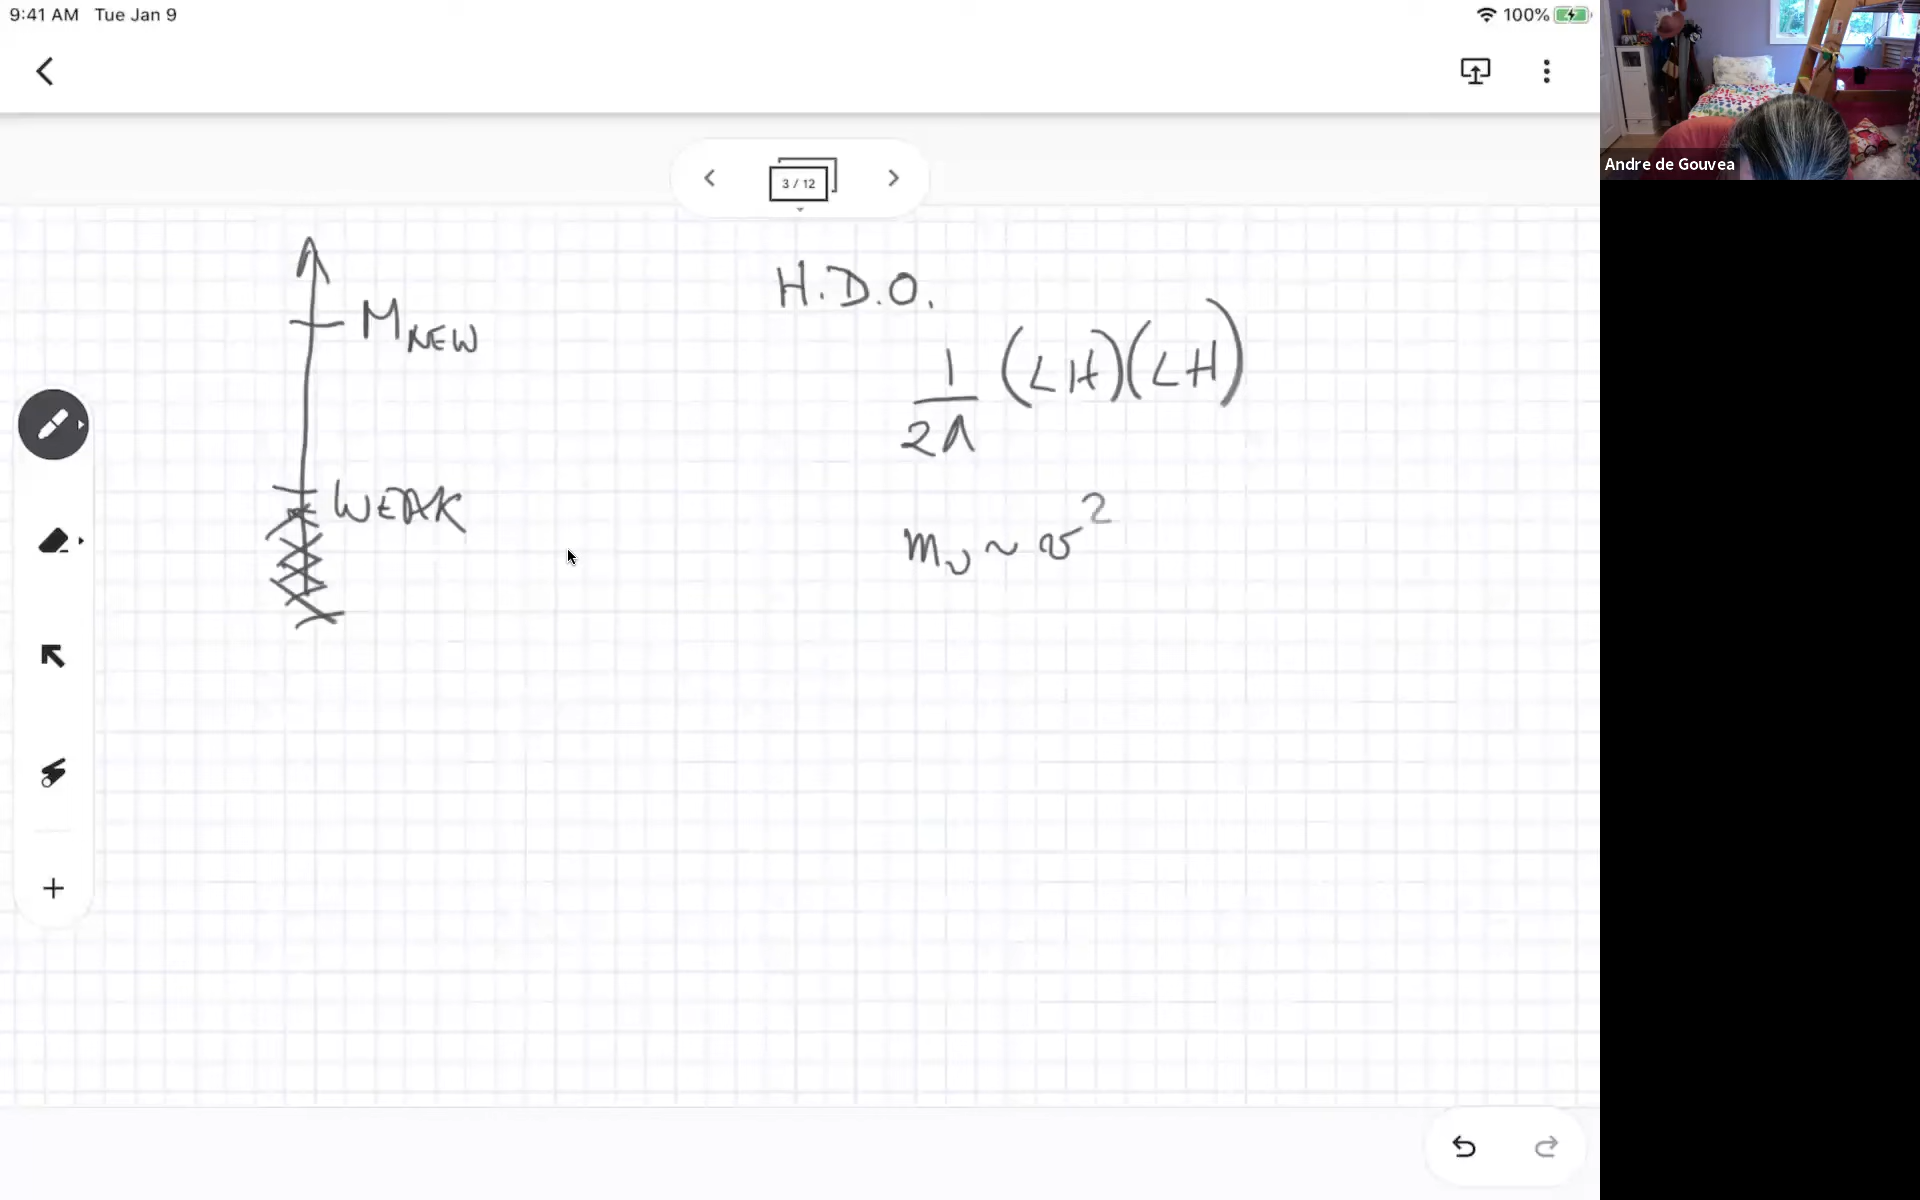 9:41 AM Tue Jan 9
100%
Andre de Gouvea
3 / 12
M_NEW
WEAK
H.D.O.
1/2Λ (LH)(LH)
m_ν ~ v²